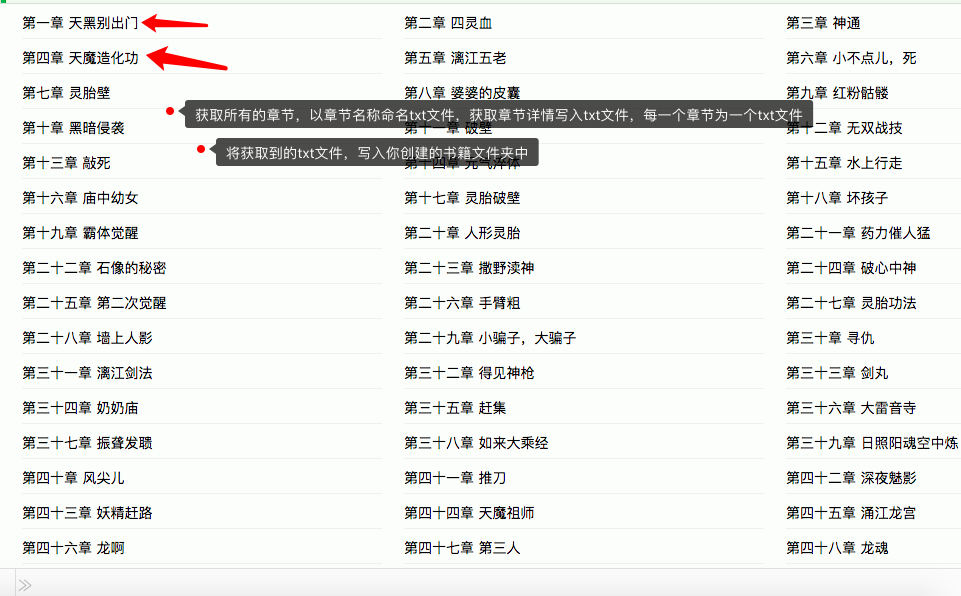 第一章 天黑别出门
第二章 四灵血
第三章 神通
第四章 天魔造化功
第五章 漓江五老
第六章 小不点儿，死
第七章 灵胎壁
第八章 婆婆的皮囊
第九章 红粉骷髅
获取所有的章节，以章节名称命名txt文件，获取章节详情写入txt文件，每一个章节为一个txt文件
第十章 黑暗侵袭
第十一章 破壁
第十二章 无双战技
将获取到的txt文件，写入你创建的书籍文件夹中
第十三章 敲死
第十四章 元气淬体
第十五章 水上行走
第十六章 庙中幼女
第十七章 灵胎破壁
第十八章 坏孩子
第十九章 霸体觉醒
第二十章 人形灵胎
第二十一章 药力催人猛
第二十二章 石像的秘密
第二十三章 撒野渎神
第二十四章 破心中神
第二十五章 第二次觉醒
第二十六章 手臂粗
第二十七章 灵胎功法
第二十八章 墙上人影
第二十九章 小骗子，大骗子
第三十章 寻仇
第三十一章 漓江剑法
第三十二章 得见神枪
第三十三章 剑丸
第三十四章 奶奶庙
第三十五章 赶集
第三十六章 大雷音寺
第三十七章 振聋发聩
第三十八章 如来大乘经
第三十九章 日照阳魂空中炼
第四十章 风尖儿
第四十一章 推刀
第四十二章 深夜魅影
第四十三章 妖精赶路
第四十四章 天魔祖师
第四十五章 涌江龙宫
第四十六章 龙啊
第四十七章 第三人
第四十八章 龙魂